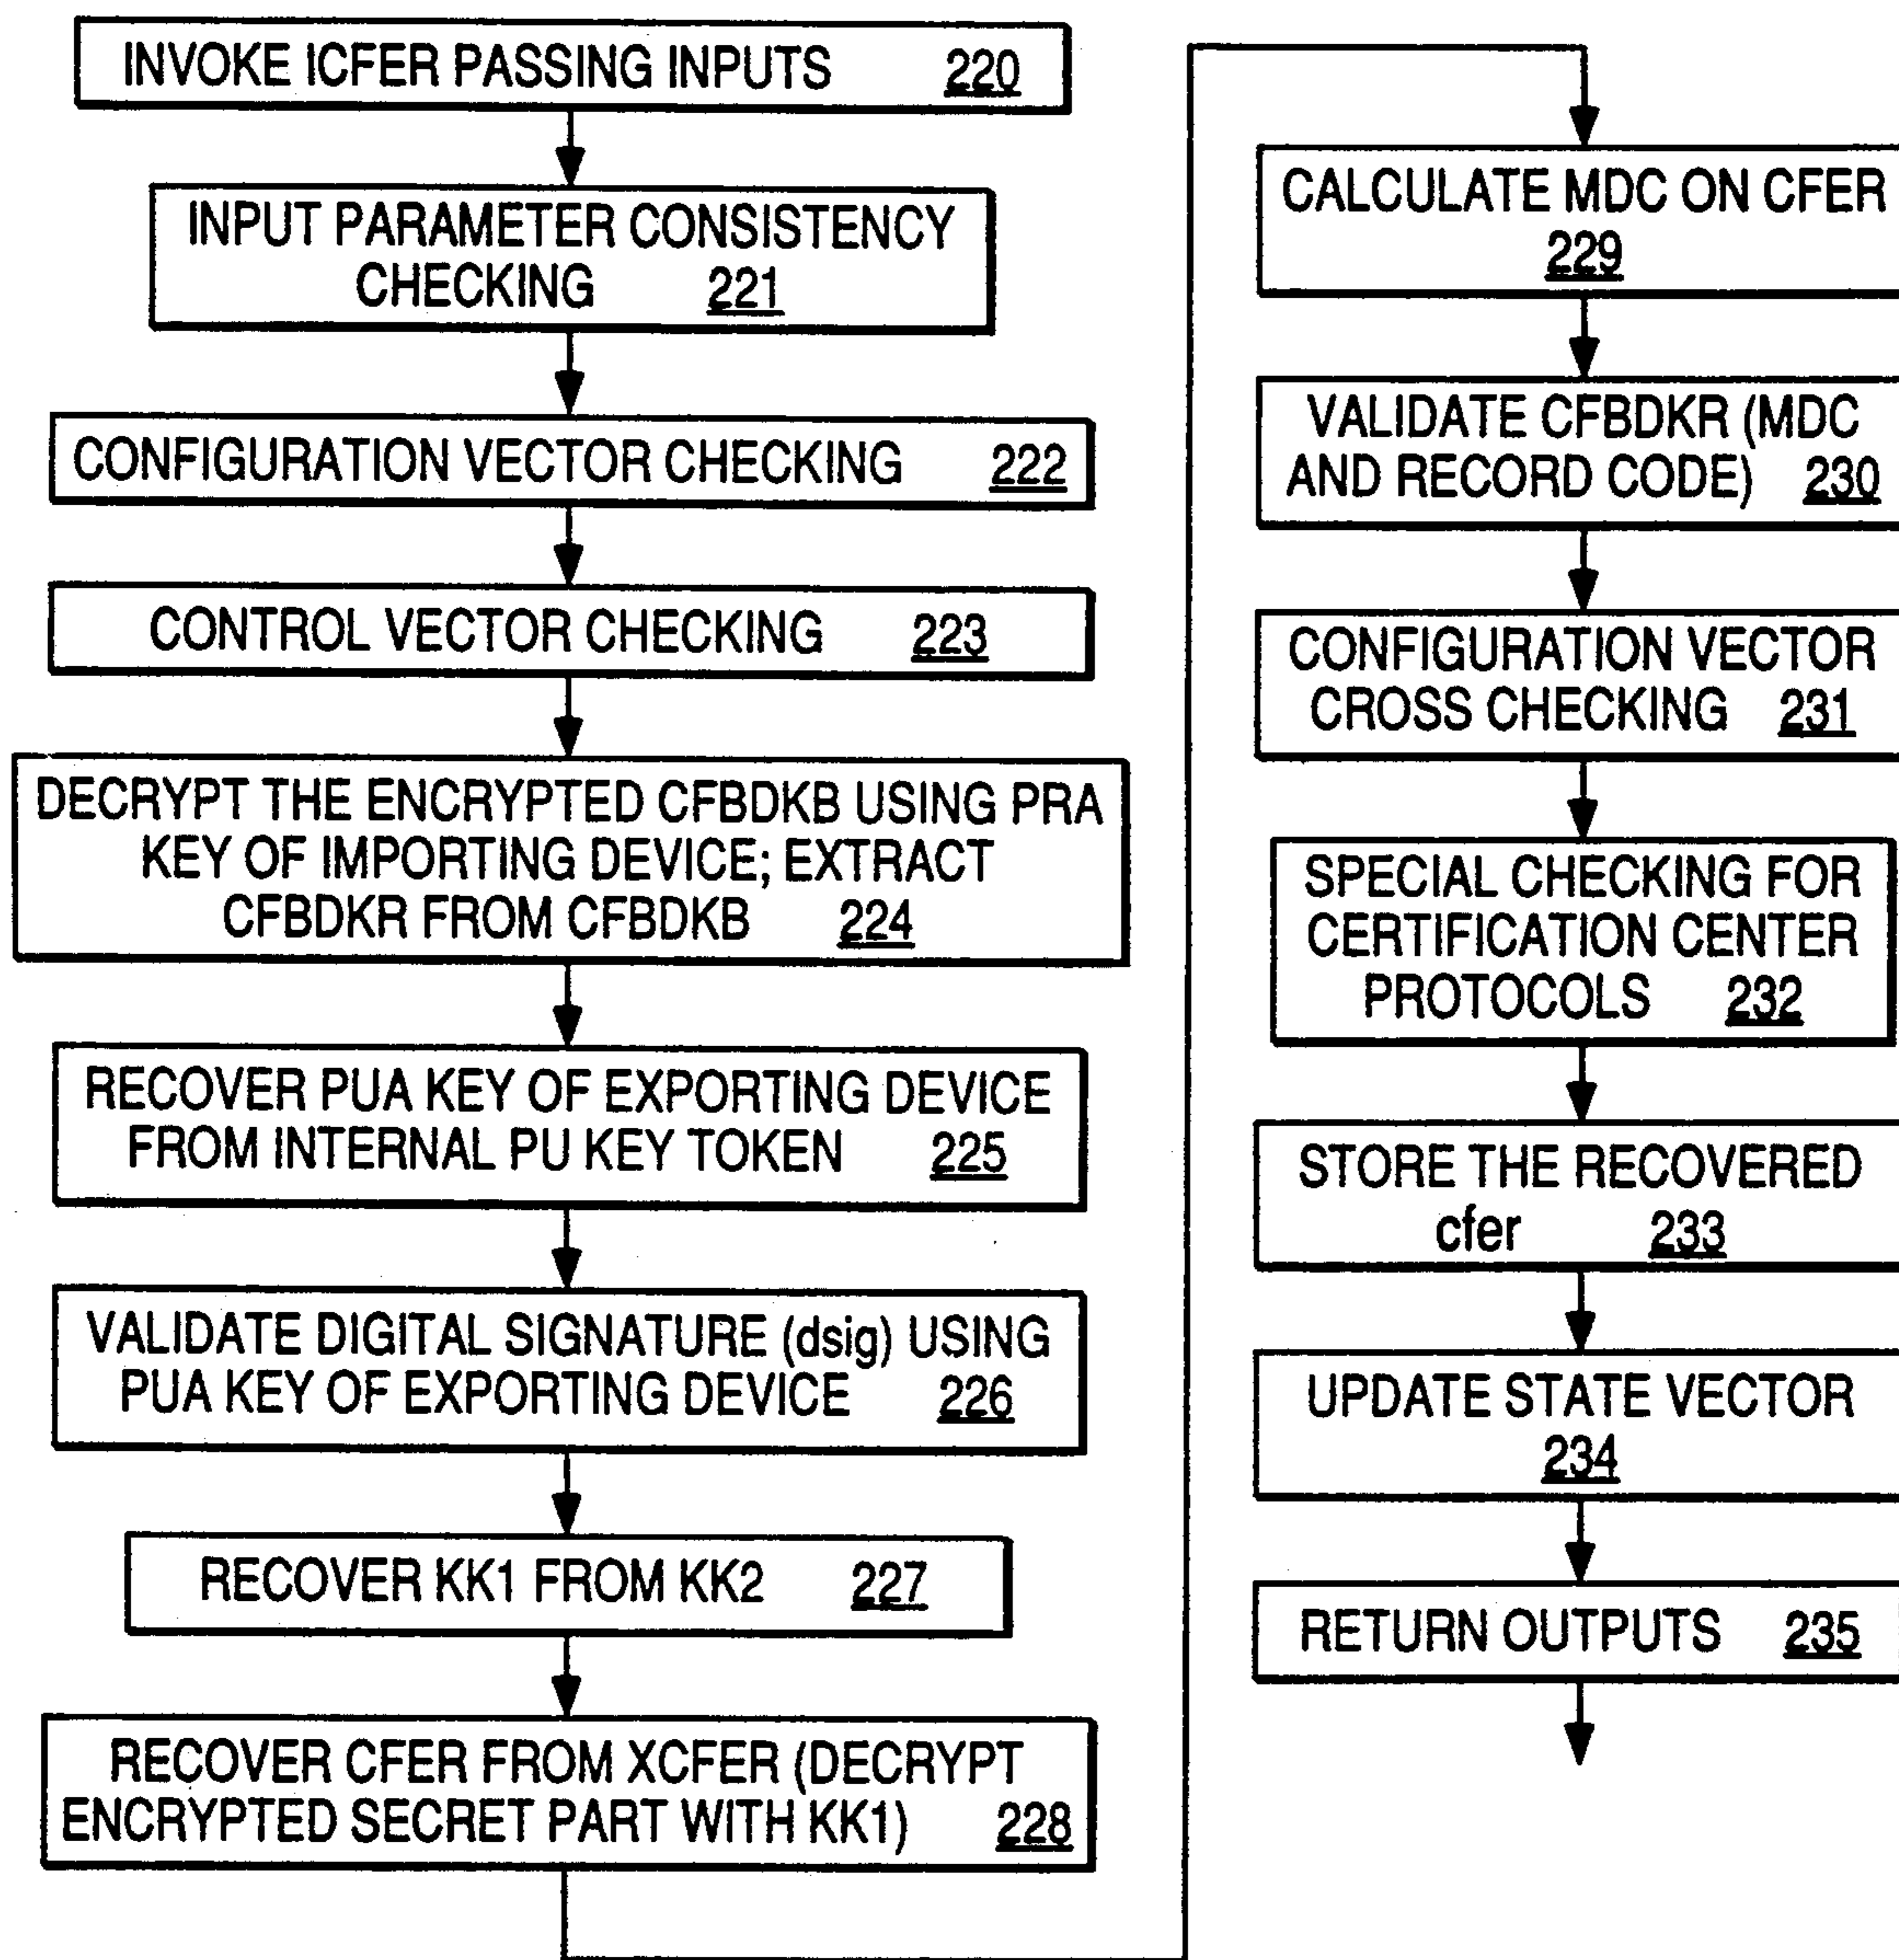 INVOKE ICFER PASSING INPUTS 220
INPUT PARAMETER CONSISTENCY
CHECKING 221
CONFIGURATION VECTOR CHECKING 222
CONTROL VECTOR CHECKING 223
DECRYPT THE ENCRYPTED CFBDKB USING PRA
KEY OF IMPORTING DEVICE; EXTRACT
CFBDKR FROM CFBDKB 224
RECOVER PUA KEY OF EXPORTING DEVICE
FROM INTERNAL PU KEY TOKEN 225
VALIDATE DIGITAL SIGNATURE (dsig) USING
PUA KEY OF EXPORTING DEVICE 226
RECOVER KK1 FROM KK2 227
RECOVER CFER FROM XCFER (DECRYPT
ENCRYPTED SECRET PART WITH KK1) 228
CALCULATE MDC ON CFER
229
VALIDATE CFBDKR (MDC
AND RECORD CODE) 230
CONFIGURATION VECTOR
CROSS CHECKING 231
SPECIAL CHECKING FOR
CERTIFICATION CENTER
PROTOCOLS 232
STORE THE RECOVERED
cfer 233
UPDATE STATE VECTOR
234
RETURN OUTPUTS 235